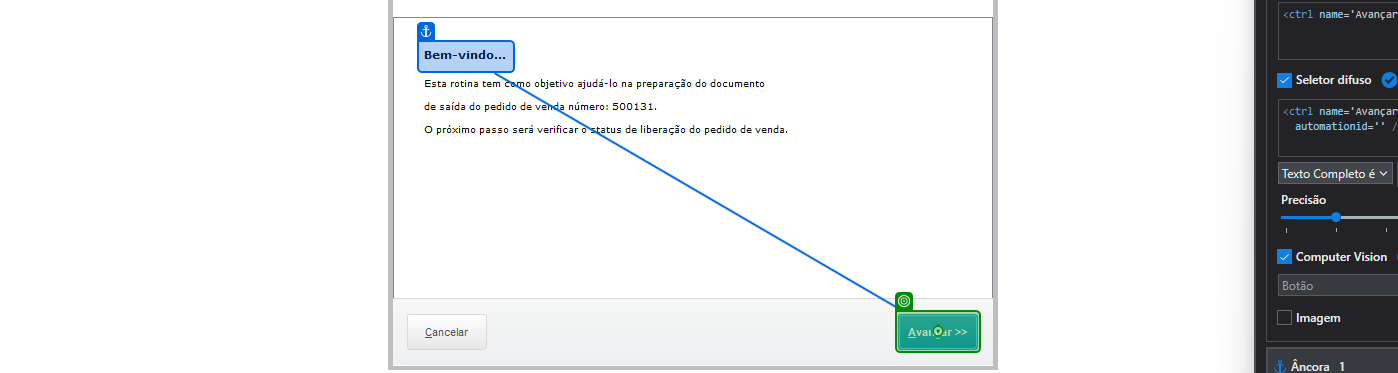 Bem-vindo...
Esta rotina tem como objetivo ajudá-lo na preparação do documento
de saída do pedido de venda número: 500131.
O próximo passo será verificar o status de liberação do pedido de venda.
Cancelar
Avançar >>
<ctrl name='Avançar
Seletor difuso
<ctrl name='Avançar
automationid='' /
Texto Completo é
Precisão
Computer Vision
Botão
Imagem
Âncora 1